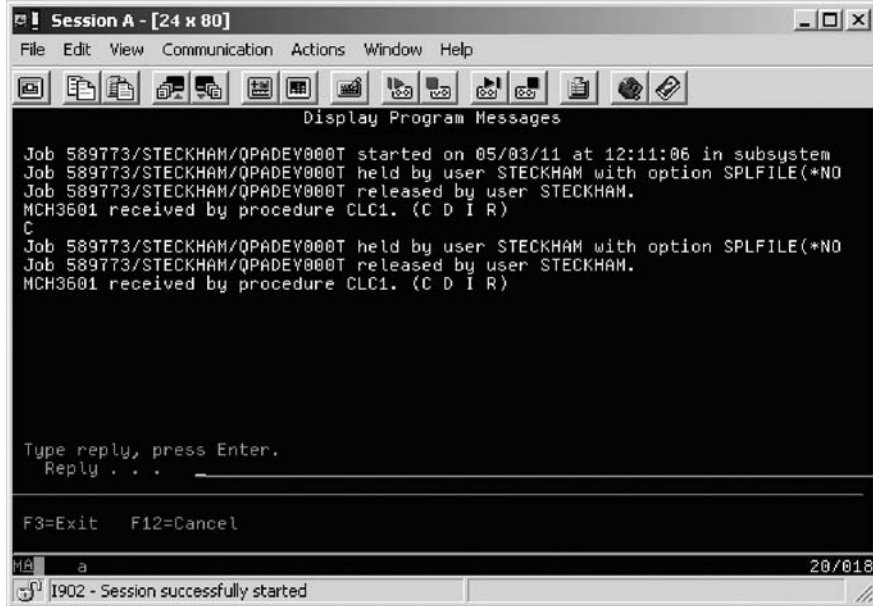 Session A - [24 x 80]
File Edit View Communication Actions Window Help
Display Program Messages
Job 589773/STECKHAM/QPADEV000T started on 05/03/11 at 12:11:06 in subsystem
Job 589773/STECKHAM/QPADEV000T held by user STECKHAM with option SPLFILE(*NO
Job 589773/STECKHAM/QPADEV000T released by user STECKHAM.
MCH3601 received by procedure CLC1. (C D I R)
C
Job 589773/STECKHAM/QPADEV000T held by user STECKHAM with option SPLFILE(*NO
Job 589773/STECKHAM/QPADEV000T released by user STECKHAM.
MCH3601 received by procedure CLC1. (C D I R)
Type reply, press Enter.
Reply . . . _
F3=Exit F12=Cancel
MA a 20/018
I902 - Session successfully started